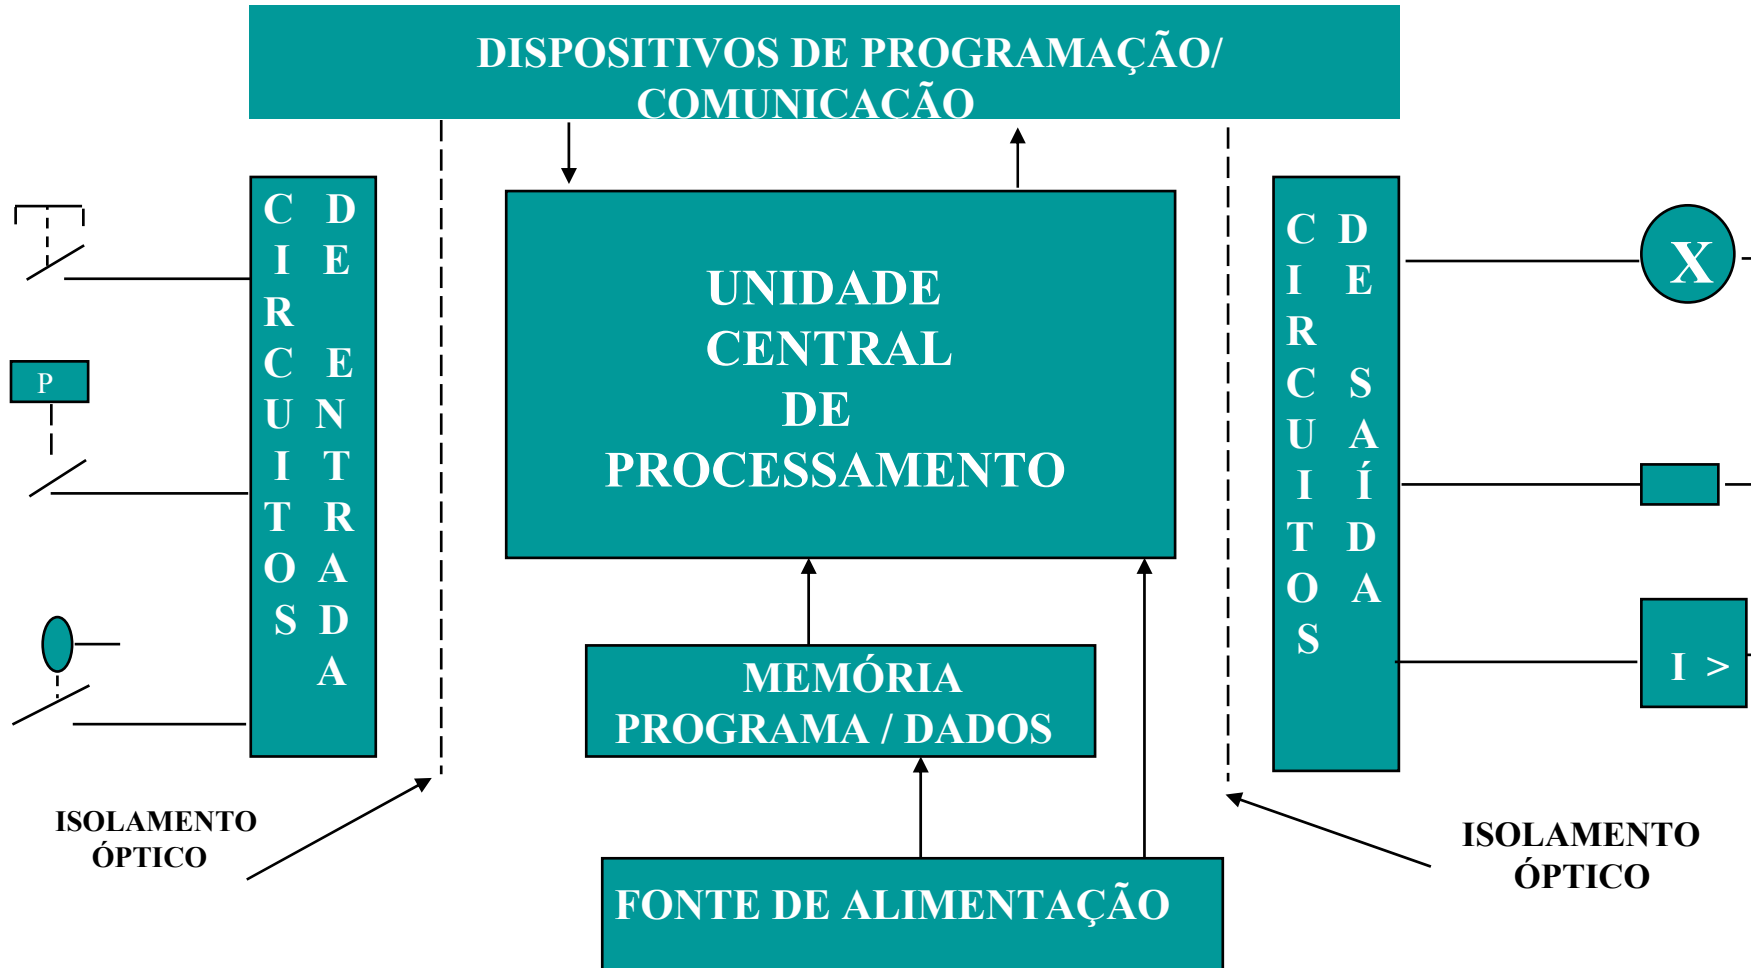 DISPOSITIVOS DE PROGRAMAÇÃO/
COMUNICACÃO
CIRCUITOS
DE ENTRADA
P
UNIDADE
CENTRAL
DE
PROCESSAMENTO
MEMÓRIA
PROGRAMA / DADOS
FONTE DE ALIMENTAÇÃO
CIRCUITOS
DE SAÍDA
X
I >
ISOLAMENTO
ÓPTICO
ISOLAMENTO
ÓPTICO